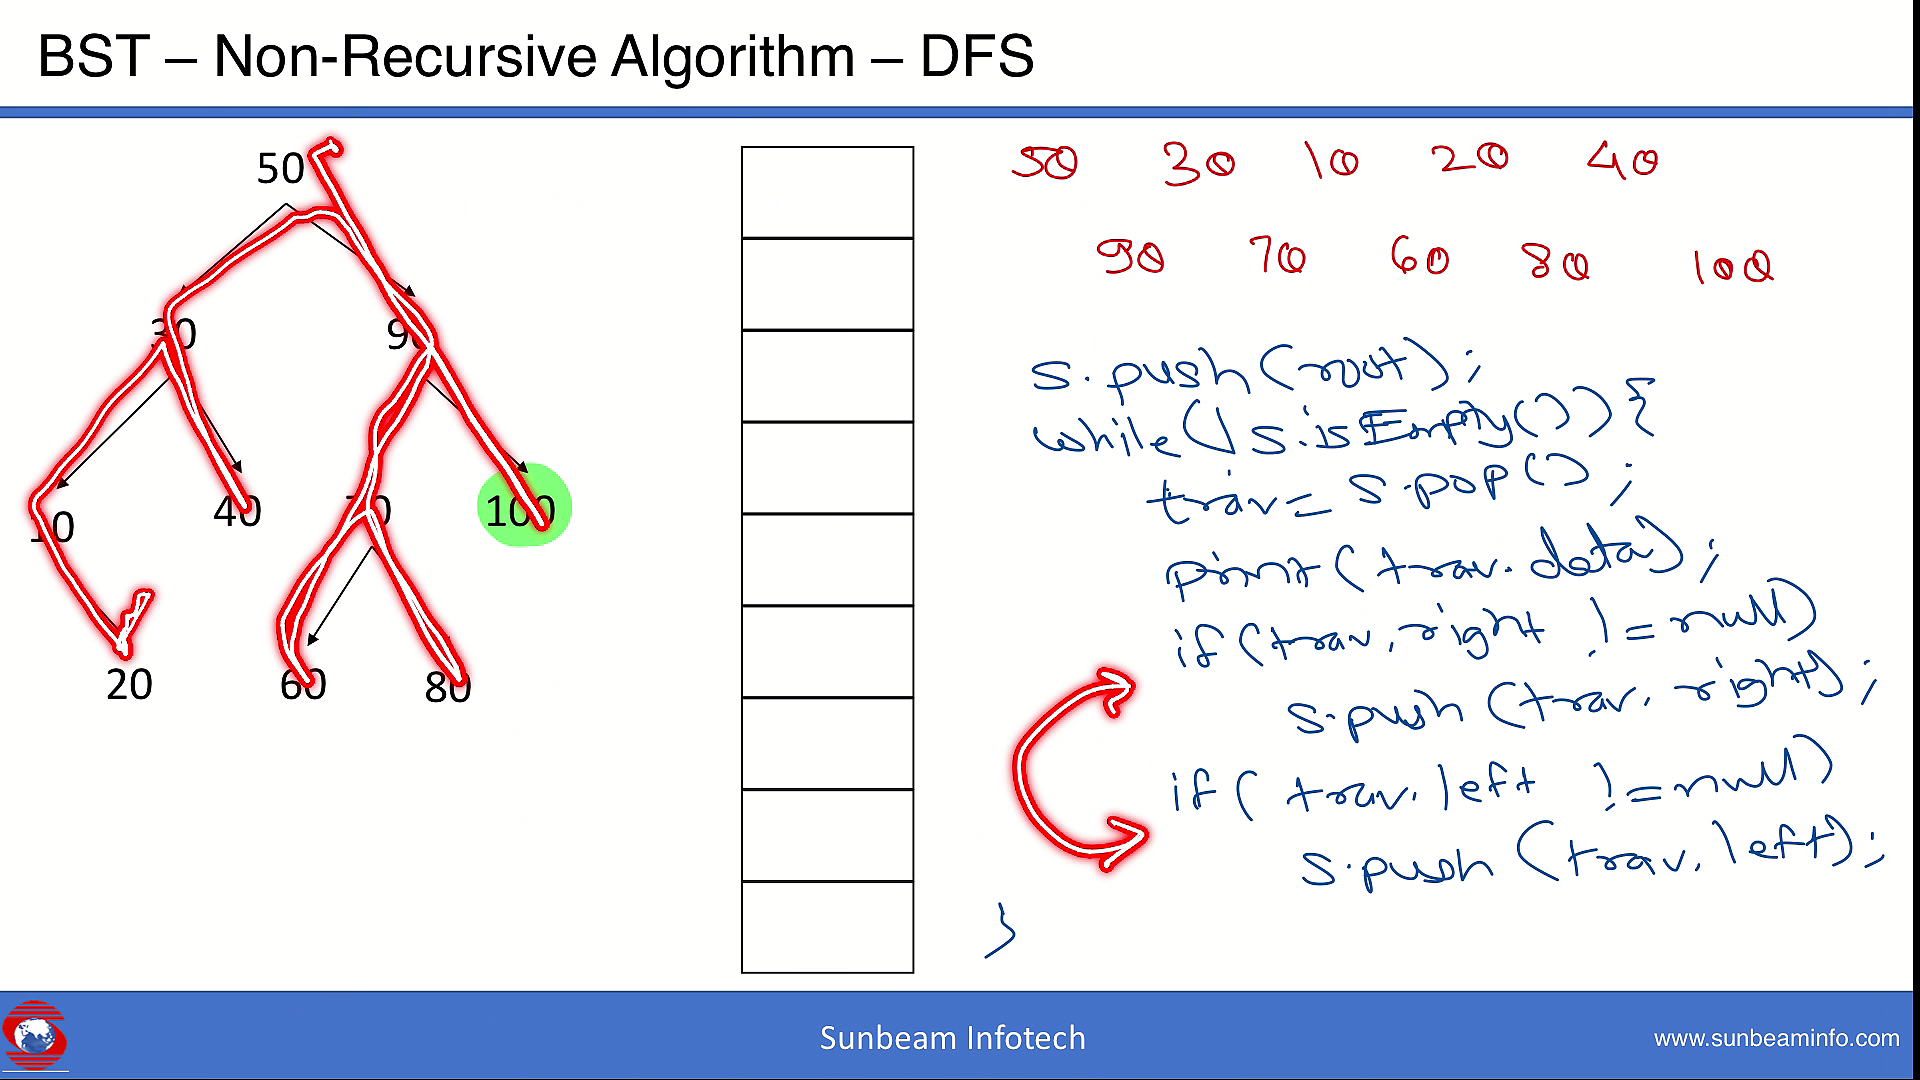 BST – Non-Recursive Algorithm – DFS
50
30 90
10 40 70 100
20 60 80
50 30 10 20 40
90 70 60 80 100
s.push(root);
while(!s.isEmpty()){
trav = s.pop();
print(trav.data);
if(trav.right != null)
s.push(trav.right);
if(trav.left != null)
s.push(trav.left);
}
Sunbeam Infotech
www.sunbeaminfo.com